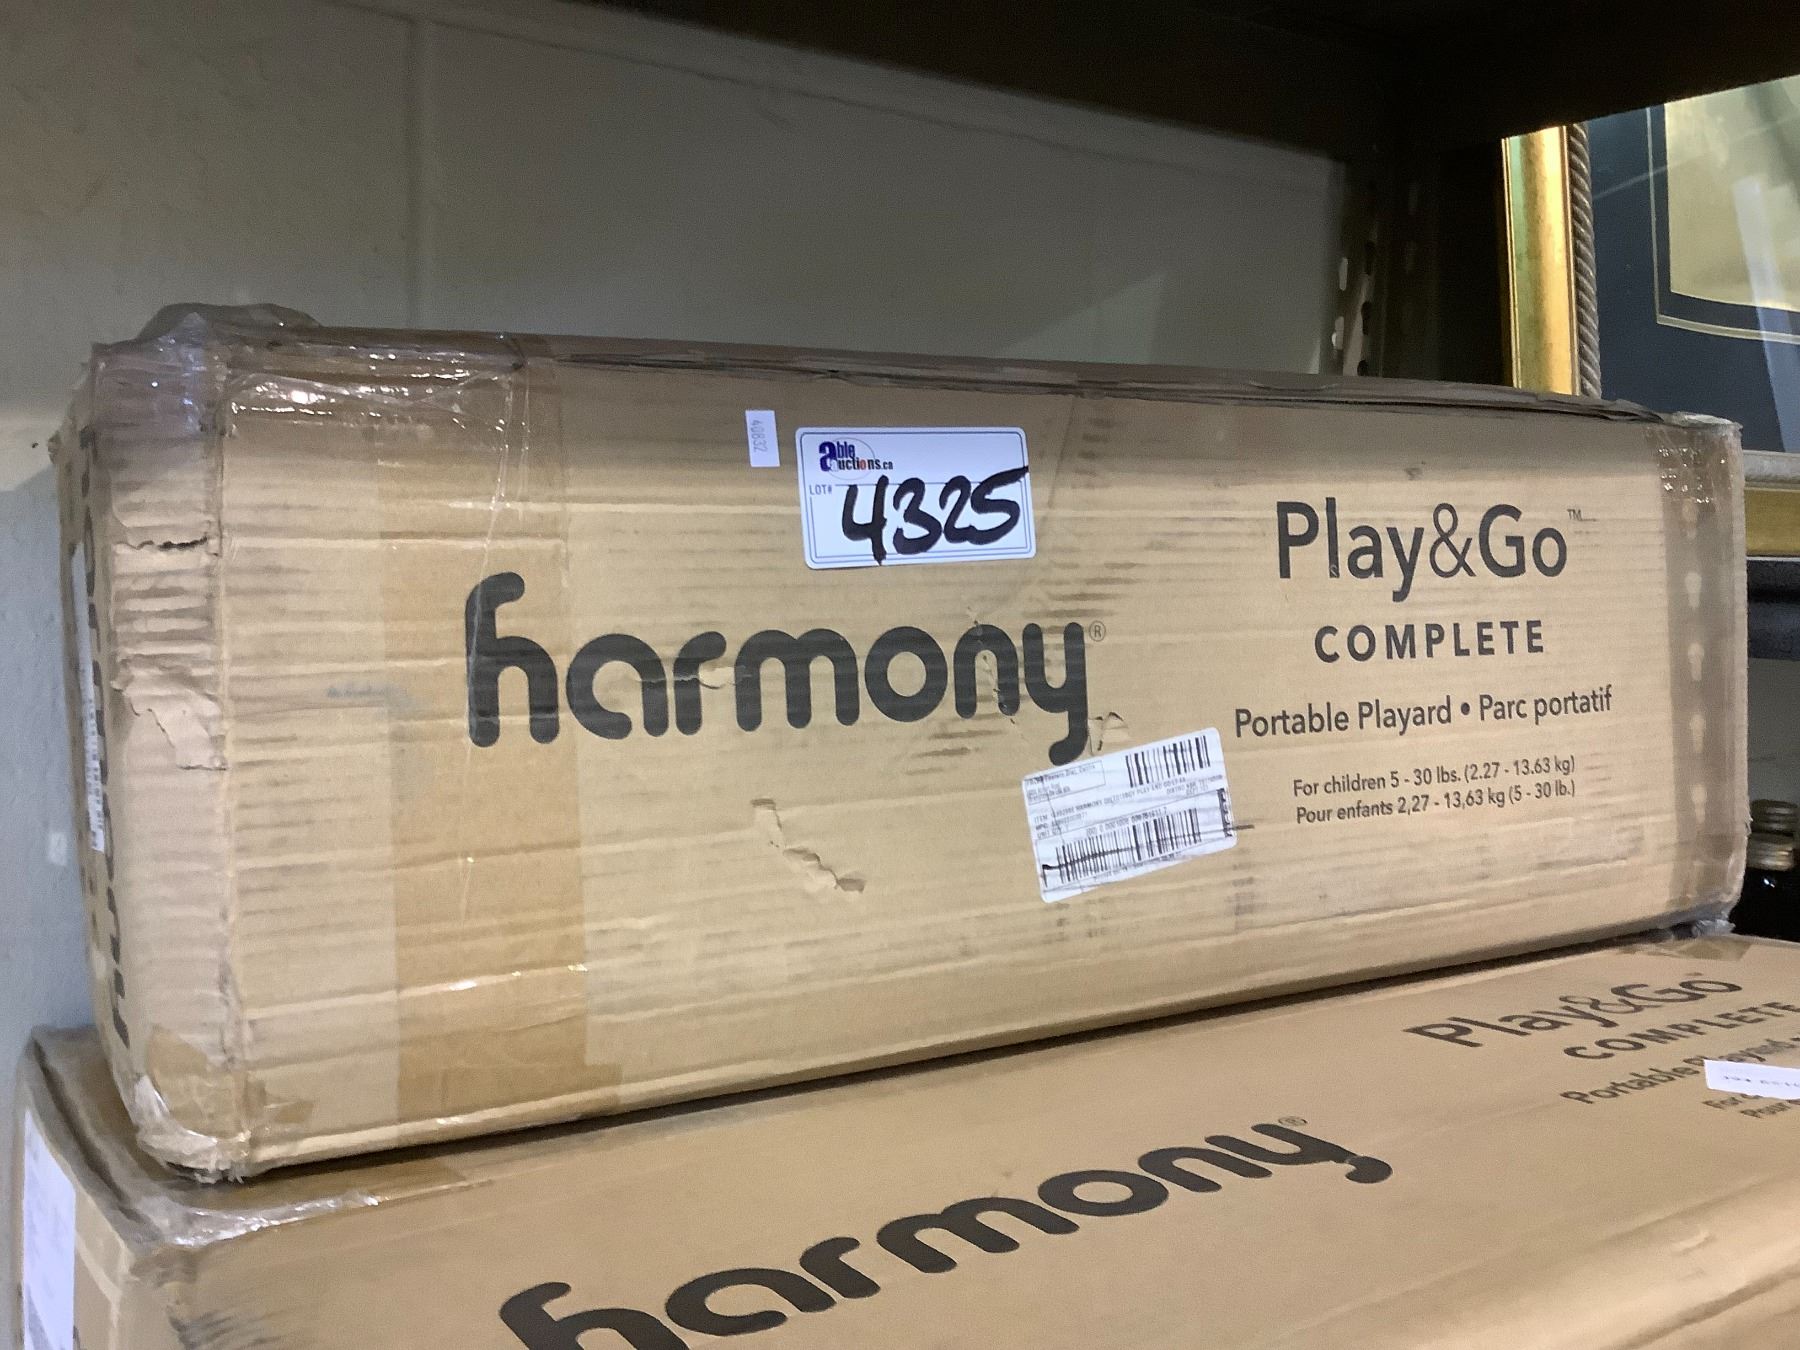 40832
able
auctions.ca
LOT# 4325
harmony®
Play&Go™
COMPLETE
Portable Playard • Parc portatif
For children 5 - 30 lbs. (2.27 - 13.63 kg)
Pour enfants 2,27 - 13,63 kg (5 - 30 lb.)
harmony®
Play&Go
COMPLETE
Portable